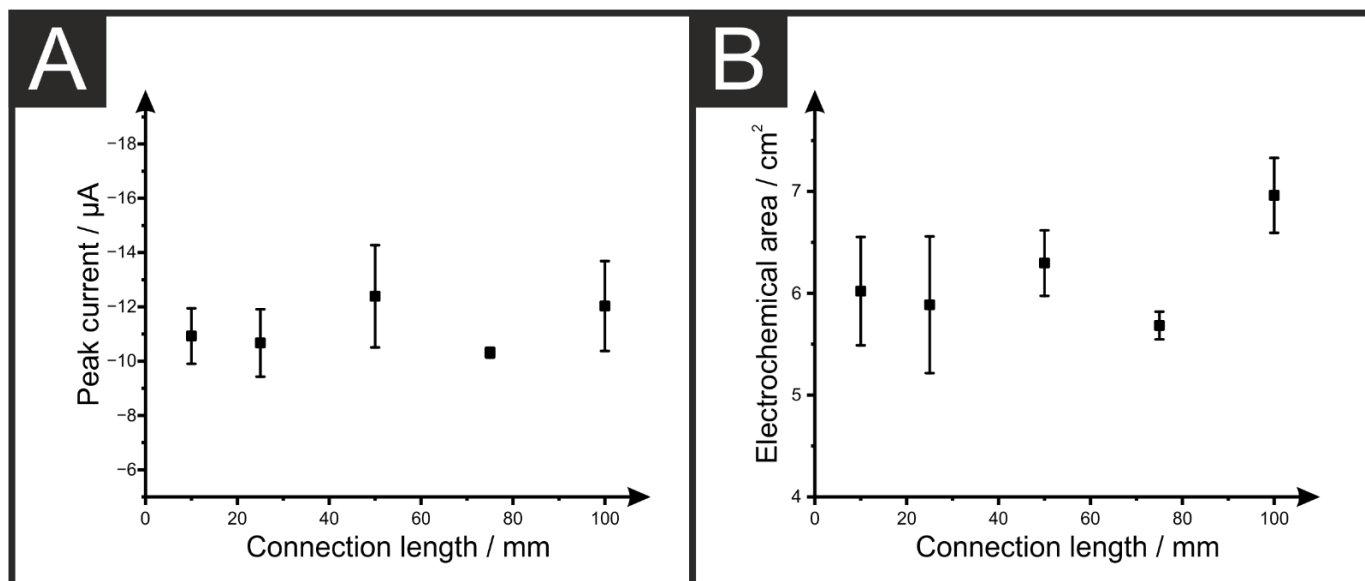 A
Peak current / µA
−18
−16
−14
−12
−10
−8
−6
0 20 40 60 80 100
Connection length / mm
B
Electrochemical area / cm²
7
6
5
4
0 20 40 60 80 100
Connection length / mm